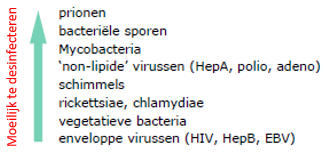 Moeilijk te desinfecteren
prionen
bacteriële sporen
Mycobacteria
‘non-lipide’ virussen (HepA, polio, adeno)
schimmels
rickettsiae, chlamydiae
vegetatieve bacteria
enveloppe virussen (HIV, HepB, EBV)